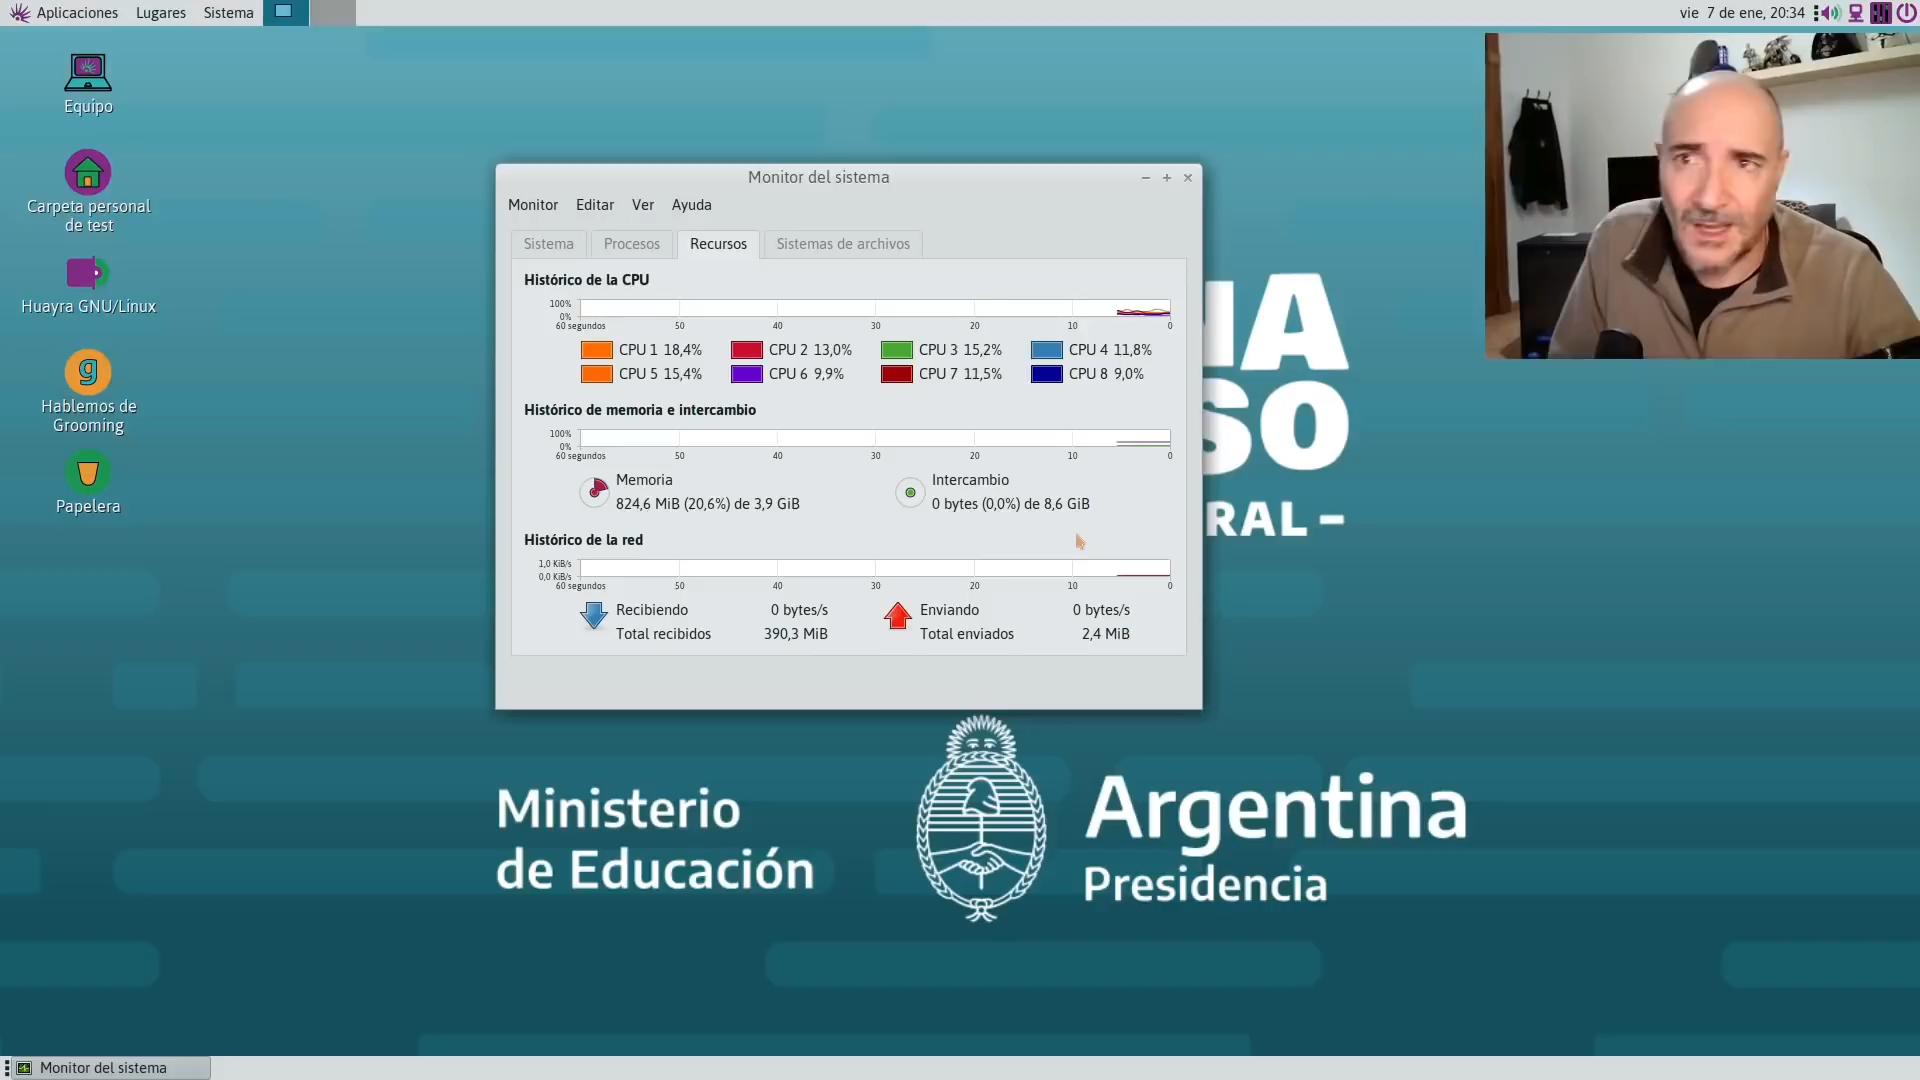 Aplicaciones Lugares Sistema
vie 7 de ene, 20:34
Equipo
Carpeta personal
de test
Huayra GNU/Linux
Hablemos de
Grooming
Papelera
Monitor del sistema
Monitor Editar Ver Ayuda
Sistema Procesos Recursos Sistemas de archivos
Histórico de la CPU
100%
0%
60 segundos 50 40 30 20 10 0
CPU 1 18,4% CPU 2 13,0% CPU 3 15,2% CPU 4 11,8%
CPU 5 15,4% CPU 6 9,9% CPU 7 11,5% CPU 8 9,0%
Histórico de memoria e intercambio
100%
0%
60 segundos 50 40 30 20 10 0
Memoria Intercambio
824,6 MiB (20,6%) de 3,9 GiB 0 bytes (0,0%) de 8,6 GiB
Histórico de la red
1,0 KiB/s
0,0 KiB/s
60 segundos 50 40 30 20 10 0
Recibiendo 0 bytes/s Enviando 0 bytes/s
Total recibidos 390,3 MiB Total enviados 2,4 MiB
NA
SO
RAL –
Ministerio
de Educación
Argentina
Presidencia
Monitor del sistema